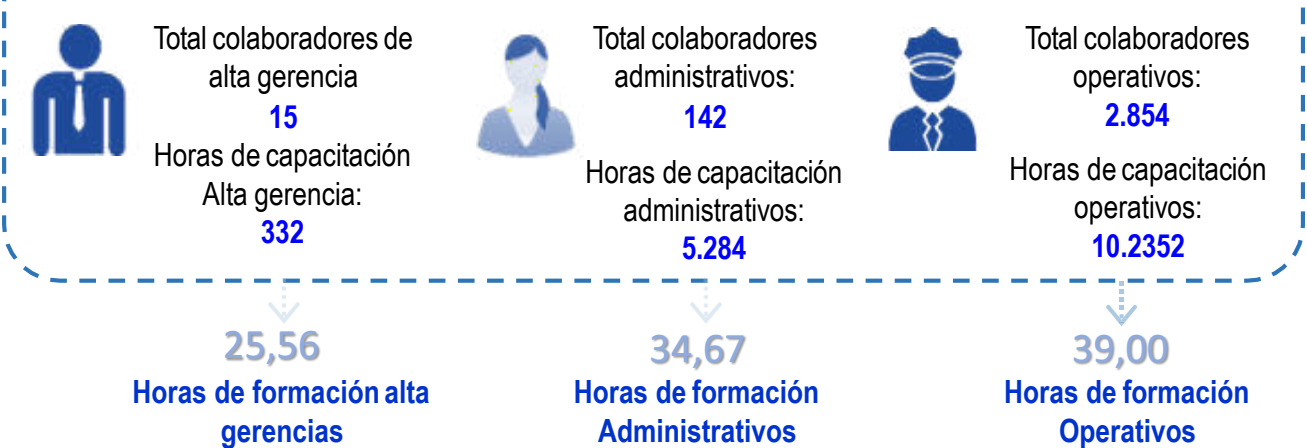 Total colaboradores de
alta gerencia
15
Horas de capacitación
Alta gerencia:
332
Total colaboradores
administrativos:
142
Horas de capacitación
administrativos:
5.284
Total colaboradores
operativos:
2.854
Horas de capacitación
operativos:
10.2352
25,56
Horas de formación alta
gerencias
34,67
Horas de formación
Administrativos
39,00
Horas de formación
Operativos